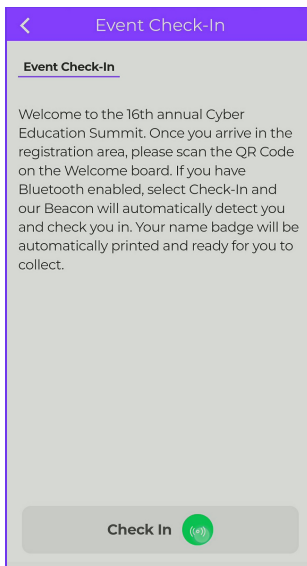 Event Check-In
Event Check-In
Welcome to the 16th annual Cyber
Education Summit. Once you arrive in the
registration area, please scan the QR Code
on the Welcome board. If you have
Bluetooth enabled, select Check-In and
our Beacon will automatically detect you
and check you in. Your name badge will be
automatically printed and ready for you to
collect.
Check In